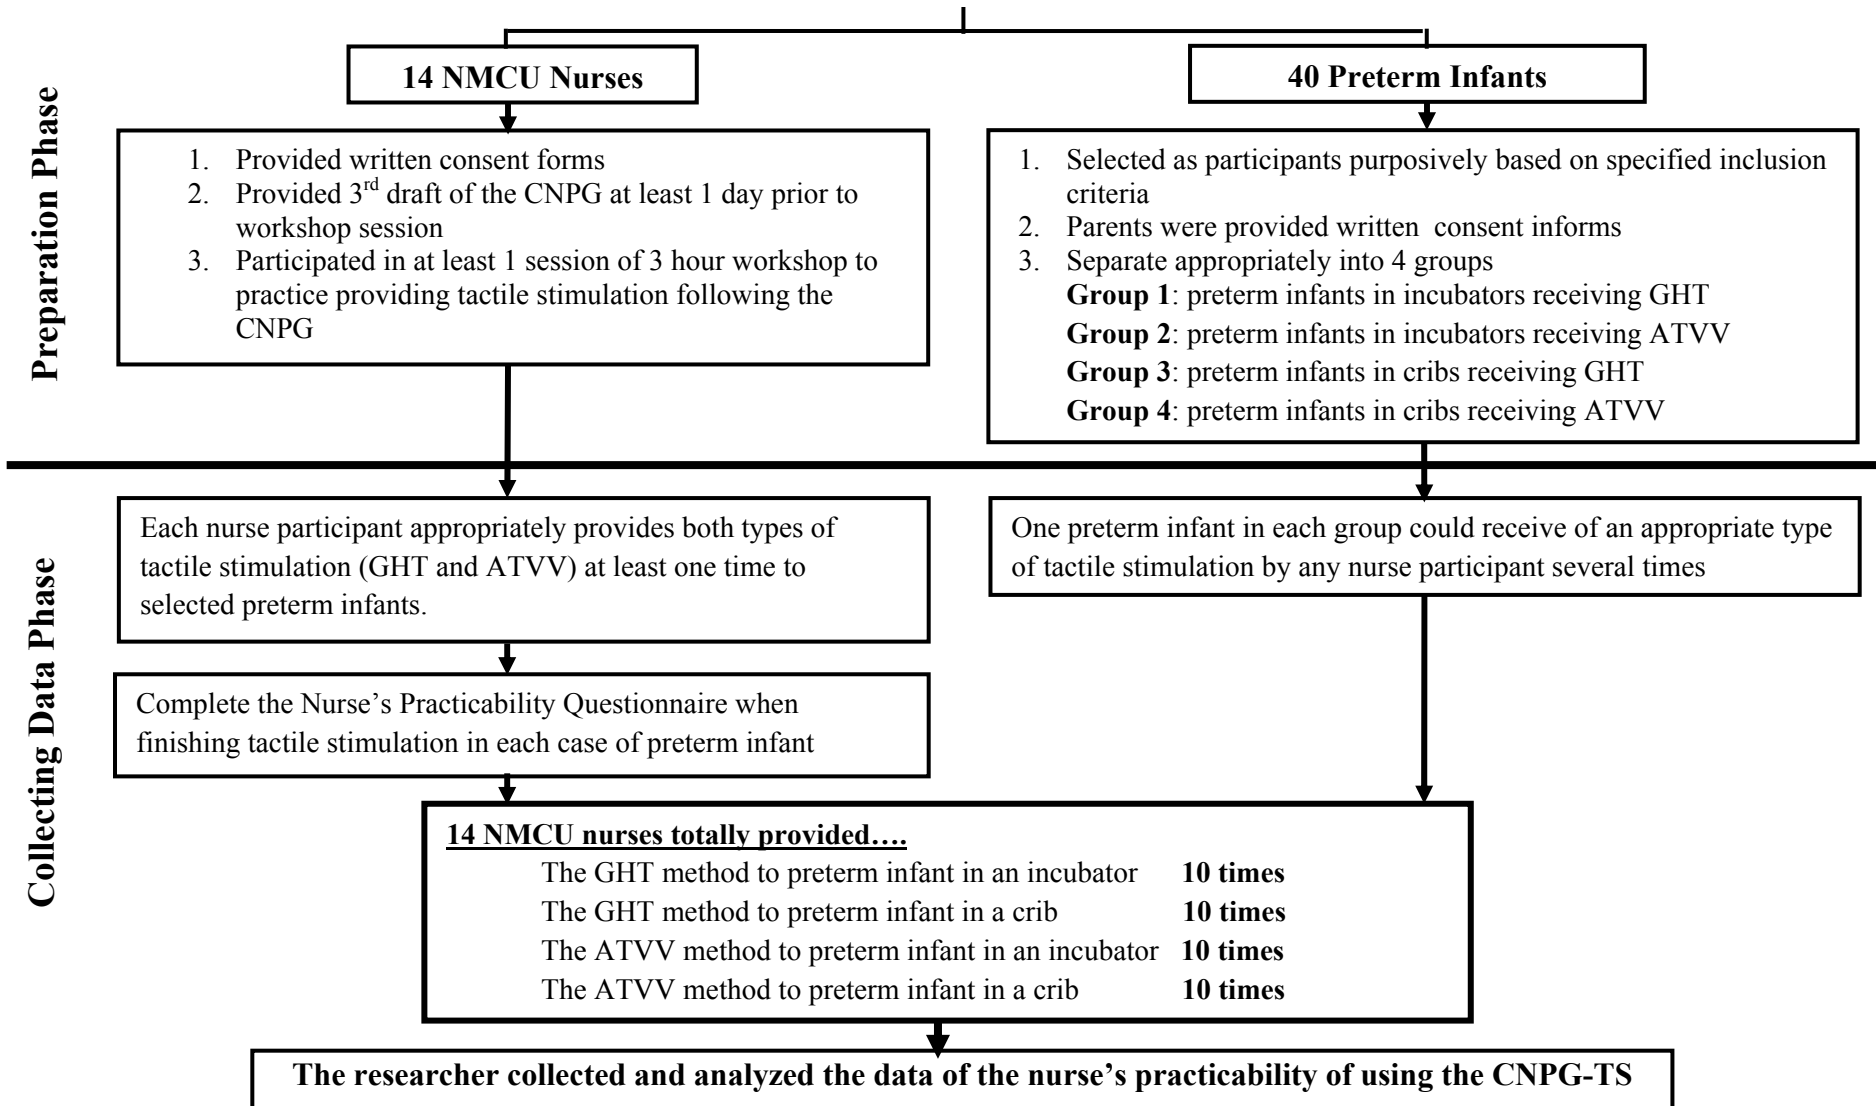 Preparation Phase
14 NMCU Nurses
1. Provided written consent forms
2. Provided 3rd draft of the CNPG at least 1 day prior to
workshop session
3. Participated in at least 1 session of 3 hour workshop to
practice providing tactile stimulation following the
CNPG
40 Preterm Infants
1. Selected as participants purposively based on specified inclusion
criteria
2. Parents were provided written consent informs
3. Separate appropriately into 4 groups
Group 1: preterm infants in incubators receiving GHT
Group 2: preterm infants in incubators receiving ATVV
Group 3: preterm infants in cribs receiving GHT
Group 4: preterm infants in cribs receiving ATVV
Collecting Data Phase
Each nurse participant appropriately provides both types of
tactile stimulation (GHT and ATVV) at least one time to
selected preterm infants.
Complete the Nurse’s Practicability Questionnaire when
finishing tactile stimulation in each case of preterm infant
One preterm infant in each group could receive of an appropriate type
of tactile stimulation by any nurse participant several times
14 NMCU nurses totally provided….
The GHT method to preterm infant in an incubator 10 times
The GHT method to preterm infant in a crib 10 times
The ATVV method to preterm infant in an incubator 10 times
The ATVV method to preterm infant in a crib 10 times
The researcher collected and analyzed the data of the nurse’s practicability of using the CNPG-TS